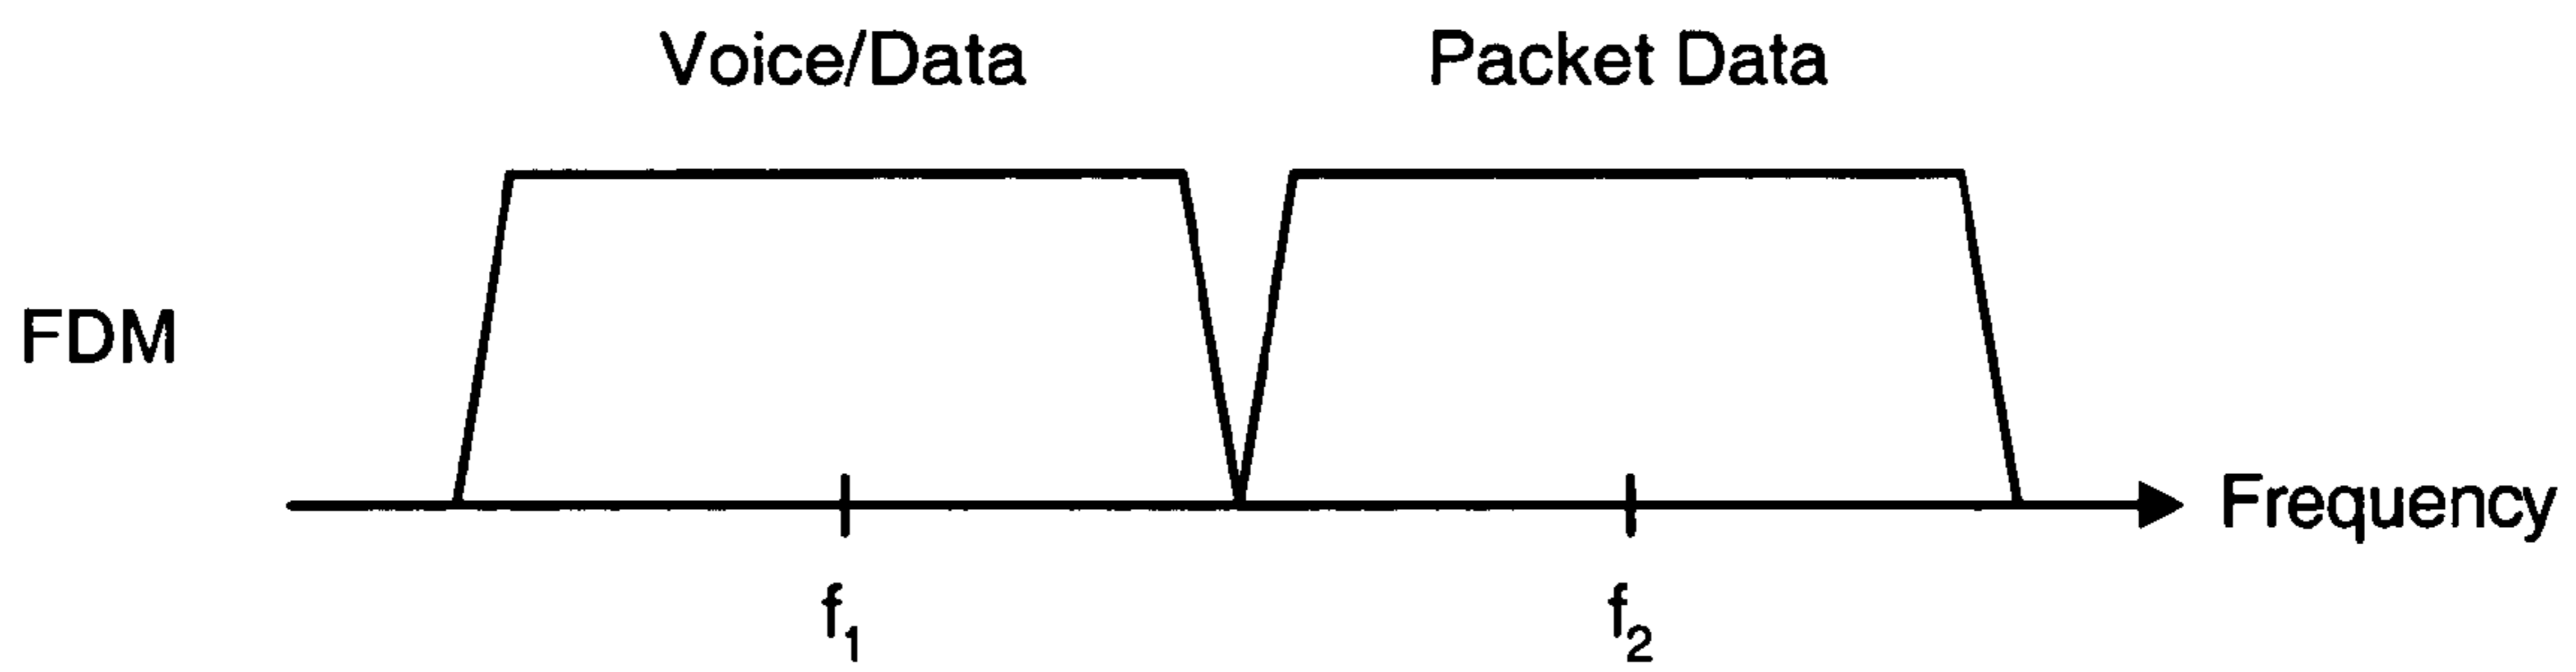 Voice/Data
Packet Data
FDM
Frequency
f₁
f₂